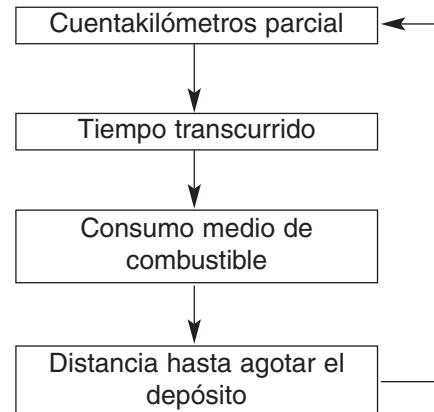 Cuentakilómetros parcial
Tiempo transcurrido
Consumo medio de
combustible
Distancia hasta agotar el
depósito